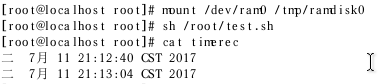 [root@localhost root]# mount /dev/ram0 /tmp/ramdisk0
[root@localhost root]# sh /root/test.sh
[root@localhost root]# cat timerec
二 7月 11 21:12:40 CST 2017
二 7月 11 21:13:04 CST 2017